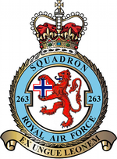 SQUADRON
263 263
ROYAL AIR FORCE
EX UNGUE LEONEM